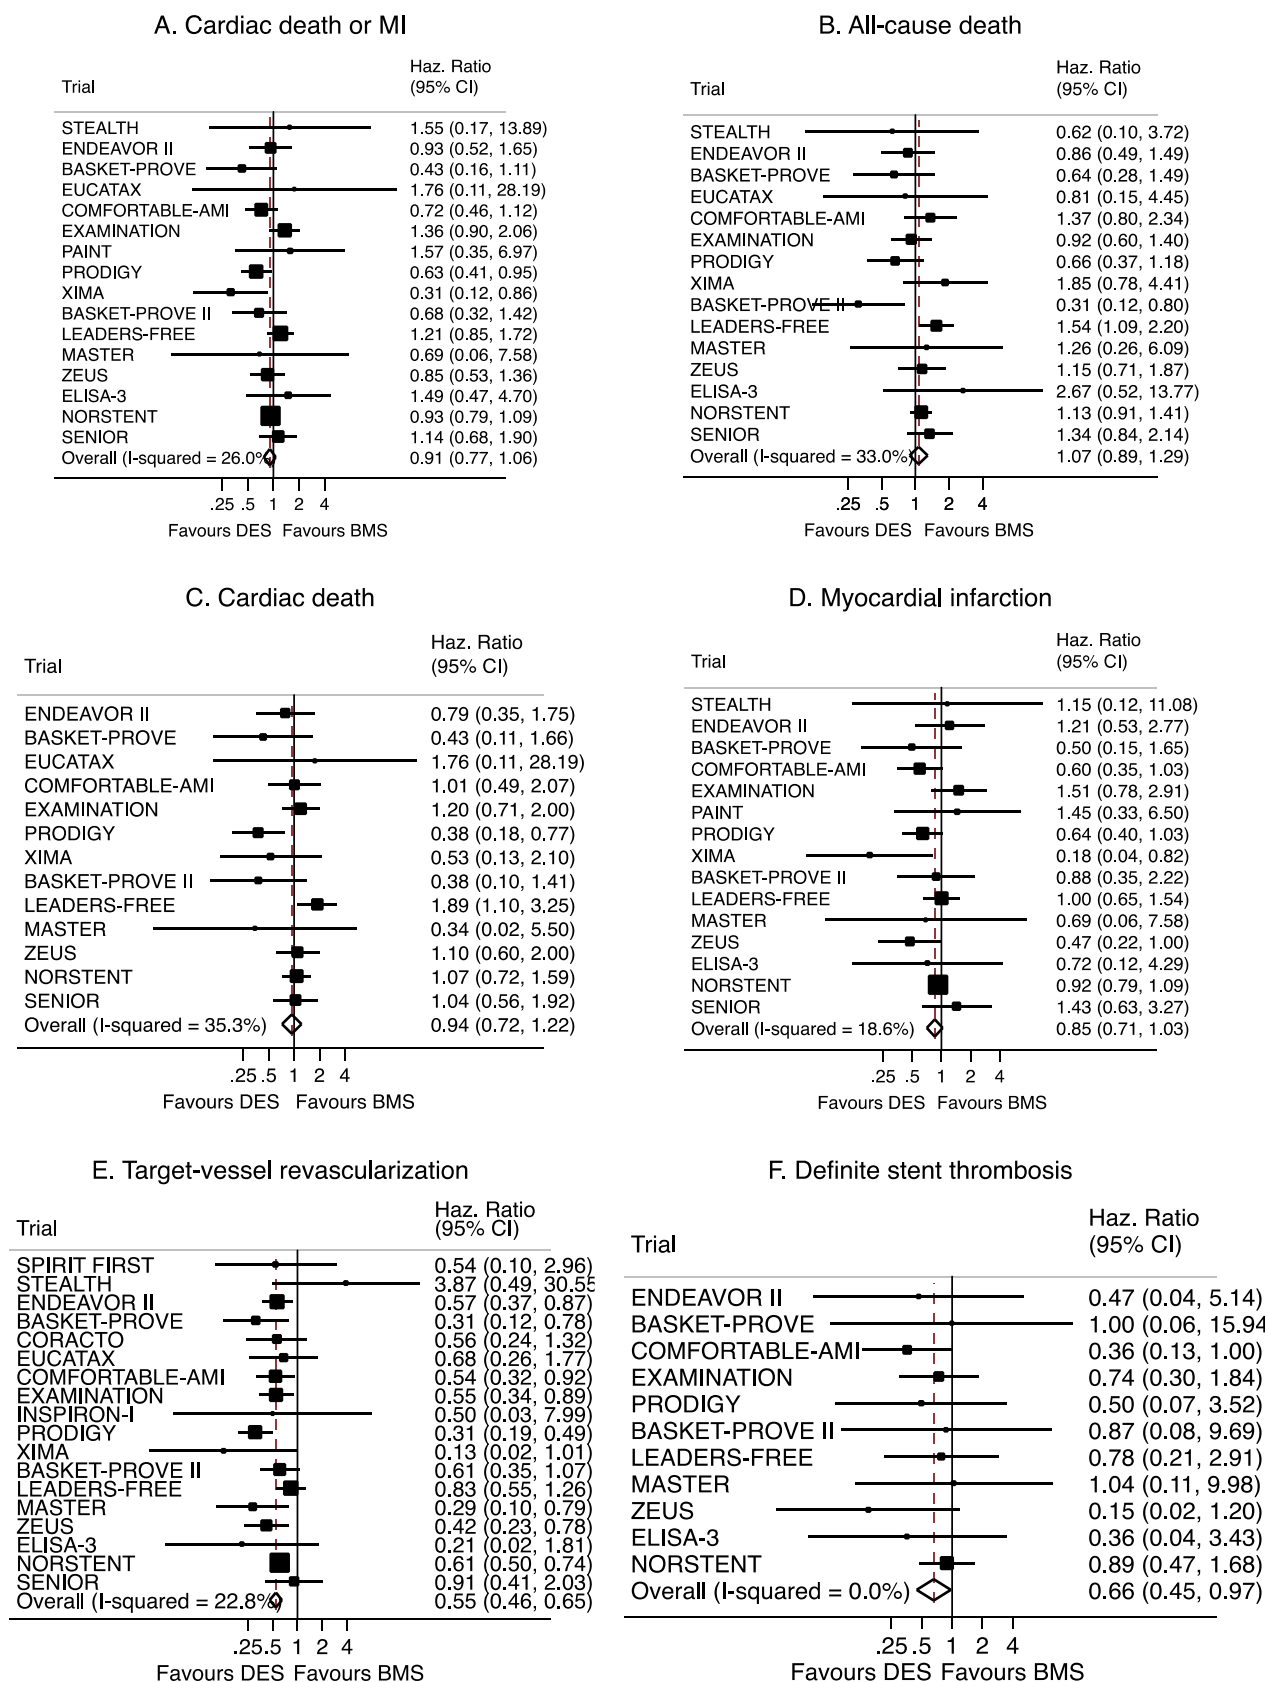 A. Cardiac death or MI
Trial
Haz. Ratio
(95% CI)
STEALTH 1.55 (0.17, 13.89)
ENDEAVOR II 0.93 (0.52, 1.65)
BASKET-PROVE 0.43 (0.16, 1.11)
EUCATAX 1.76 (0.11, 28.19)
COMFORTABLE-AMI 0.72 (0.46, 1.12)
EXAMINATION 1.36 (0.90, 2.06)
PAINT 1.57 (0.35, 6.97)
PRODIGY 0.63 (0.41, 0.95)
XIMA 0.31 (0.12, 0.86)
BASKET-PROVE II 0.68 (0.32, 1.42)
LEADERS-FREE 1.21 (0.85, 1.72)
MASTER 0.69 (0.06, 7.58)
ZEUS 0.85 (0.53, 1.36)
ELISA-3 1.49 (0.47, 4.70)
NORSTENT 0.93 (0.79, 1.09)
SENIOR 1.14 (0.68, 1.90)
Overall (I-squared = 26.0%) 0.91 (0.77, 1.06)
.25 .5 1 2 4
Favours DES Favours BMS
B. All-cause death
Trial
Haz. Ratio
(95% CI)
STEALTH 0.62 (0.10, 3.72)
ENDEAVOR II 0.86 (0.49, 1.49)
BASKET-PROVE 0.64 (0.28, 1.49)
EUCATAX 0.81 (0.15, 4.45)
COMFORTABLE-AMI 1.37 (0.80, 2.34)
EXAMINATION 0.92 (0.60, 1.40)
PRODIGY 0.66 (0.37, 1.18)
XIMA 1.85 (0.78, 4.41)
BASKET-PROVE II 0.31 (0.12, 0.80)
LEADERS-FREE 1.54 (1.09, 2.20)
MASTER 1.26 (0.26, 6.09)
ZEUS 1.15 (0.71, 1.87)
ELISA-3 2.67 (0.52, 13.77)
NORSTENT 1.13 (0.91, 1.41)
SENIOR 1.34 (0.84, 2.14)
Overall (I-squared = 33.0%) 1.07 (0.89, 1.29)
.25 .5 1 2 4
Favours DES Favours BMS
C. Cardiac death
Trial
Haz. Ratio
(95% CI)
ENDEAVOR II 0.79 (0.35, 1.75)
BASKET-PROVE 0.43 (0.11, 1.66)
EUCATAX 1.76 (0.11, 28.19)
COMFORTABLE-AMI 1.01 (0.49, 2.07)
EXAMINATION 1.20 (0.71, 2.00)
PRODIGY 0.38 (0.18, 0.77)
XIMA 0.53 (0.13, 2.10)
BASKET-PROVE II 0.38 (0.10, 1.41)
LEADERS-FREE 1.89 (1.10, 3.25)
MASTER 0.34 (0.02, 5.50)
ZEUS 1.10 (0.60, 2.00)
NORSTENT 1.07 (0.72, 1.59)
SENIOR 1.04 (0.56, 1.92)
Overall (I-squared = 35.3%) 0.94 (0.72, 1.22)
.25 .5 1 2 4
Favours DES Favours BMS
D. Myocardial infarction
Trial
Haz. Ratio
(95% CI)
STEALTH 1.15 (0.12, 11.08)
ENDEAVOR II 1.21 (0.53, 2.77)
BASKET-PROVE 0.50 (0.15, 1.65)
COMFORTABLE-AMI 0.60 (0.35, 1.03)
EXAMINATION 1.51 (0.78, 2.91)
PAINT 1.45 (0.33, 6.50)
PRODIGY 0.64 (0.40, 1.03)
XIMA 0.18 (0.04, 0.82)
BASKET-PROVE II 0.88 (0.35, 2.22)
LEADERS-FREE 1.00 (0.65, 1.54)
MASTER 0.69 (0.06, 7.58)
ZEUS 0.47 (0.22, 1.00)
ELISA-3 0.72 (0.12, 4.29)
NORSTENT 0.92 (0.79, 1.09)
SENIOR 1.43 (0.63, 3.27)
Overall (I-squared = 18.6%) 0.85 (0.71, 1.03)
.25 .5 1 2 4
Favours DES Favours BMS
E. Target-vessel revascularization
Trial
Haz. Ratio
(95% CI)
SPIRIT FIRST 0.54 (0.10, 2.96)
STEALTH 3.87 (0.49, 30.55
ENDEAVOR II 0.57 (0.37, 0.87)
BASKET-PROVE 0.31 (0.12, 0.78)
CORACTO 0.56 (0.24, 1.32)
EUCATAX 0.68 (0.26, 1.77)
COMFORTABLE-AMI 0.54 (0.32, 0.92)
EXAMINATION 0.55 (0.34, 0.89)
INSPIRON-I 0.50 (0.03, 7.99)
PRODIGY 0.31 (0.19, 0.49)
XIMA 0.13 (0.02, 1.01)
BASKET-PROVE II 0.61 (0.35, 1.07)
LEADERS-FREE 0.83 (0.55, 1.26)
MASTER 0.29 (0.10, 0.79)
ZEUS 0.42 (0.23, 0.78)
ELISA-3 0.21 (0.02, 1.81)
NORSTENT 0.61 (0.50, 0.74)
SENIOR 0.91 (0.41, 2.03)
Overall (I-squared = 22.8%) 0.55 (0.46, 0.65)
.25 .5 1 2 4
Favours DES Favours BMS
F. Definite stent thrombosis
Trial
Haz. Ratio
(95% CI)
ENDEAVOR II 0.47 (0.04, 5.14)
BASKET-PROVE 1.00 (0.06, 15.94
COMFORTABLE-AMI 0.36 (0.13, 1.00)
EXAMINATION 0.74 (0.30, 1.84)
PRODIGY 0.50 (0.07, 3.52)
BASKET-PROVE II 0.87 (0.08, 9.69)
LEADERS-FREE 0.78 (0.21, 2.91)
MASTER 1.04 (0.11, 9.98)
ZEUS 0.15 (0.02, 1.20)
ELISA-3 0.36 (0.04, 3.43)
NORSTENT 0.89 (0.47, 1.68)
Overall (I-squared = 0.0%) 0.66 (0.45, 0.97)
.25 .5 1 2 4
Favours DES Favours BMS